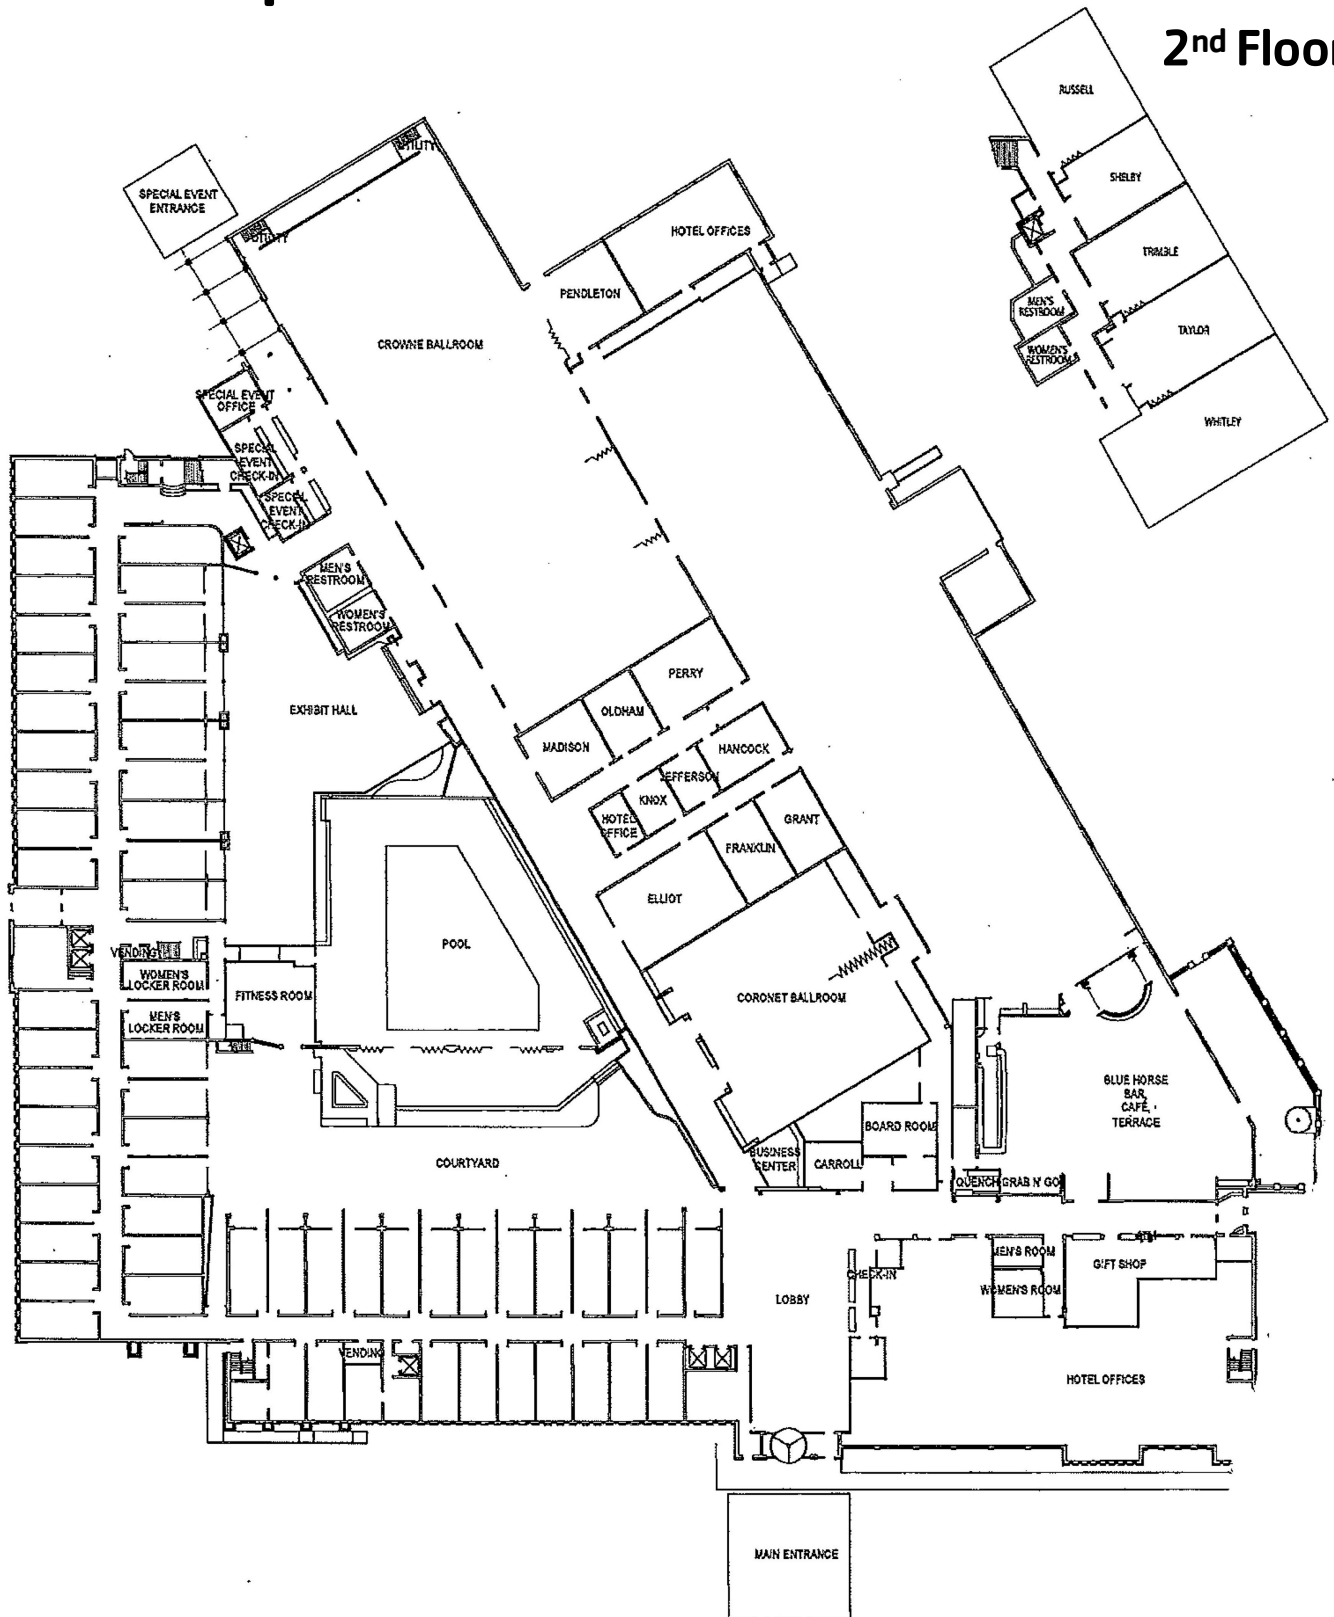 2nd Floor
RUSSELL
SHELBY
TRIMBLE
TAYLOR
WHITLEY
MEN'S
RESTROOM
WOMEN'S
RESTROOM
SPECIAL EVENT
ENTRANCE
UTILITY
UTILITY
HOTEL OFFICES
PENDLETON
CROWNE BALLROOM
SPECIAL EVENT
OFFICE
SPECIAL
EVENT
CHECK-IN
SPECIAL
EVENT
CHECK-IN
MEN'S
RESTROOM
WOMEN'S
RESTROOM
EXHIBIT HALL
PERRY
OLDHAM
MADISON
HANCOCK
JEFFERSON
KNOX
HOTEL
OFFICE
GRANT
FRANKLIN
ELLIOT
POOL
CORONET BALLROOM
VENDING
WOMEN'S
LOCKER ROOM
MEN'S
LOCKER ROOM
FITNESS ROOM
BLUE HORSE
BAR,
CAFÉ,
TERRACE
BOARD ROOM
BUSINESS
CENTER
CARROLL
QUENCH
GRAB N' GO
COURTYARD
MEN'S ROOM
WOMEN'S ROOM
GIFT SHOP
CHECK-IN
LOBBY
VENDING
HOTEL OFFICES
MAIN ENTRANCE